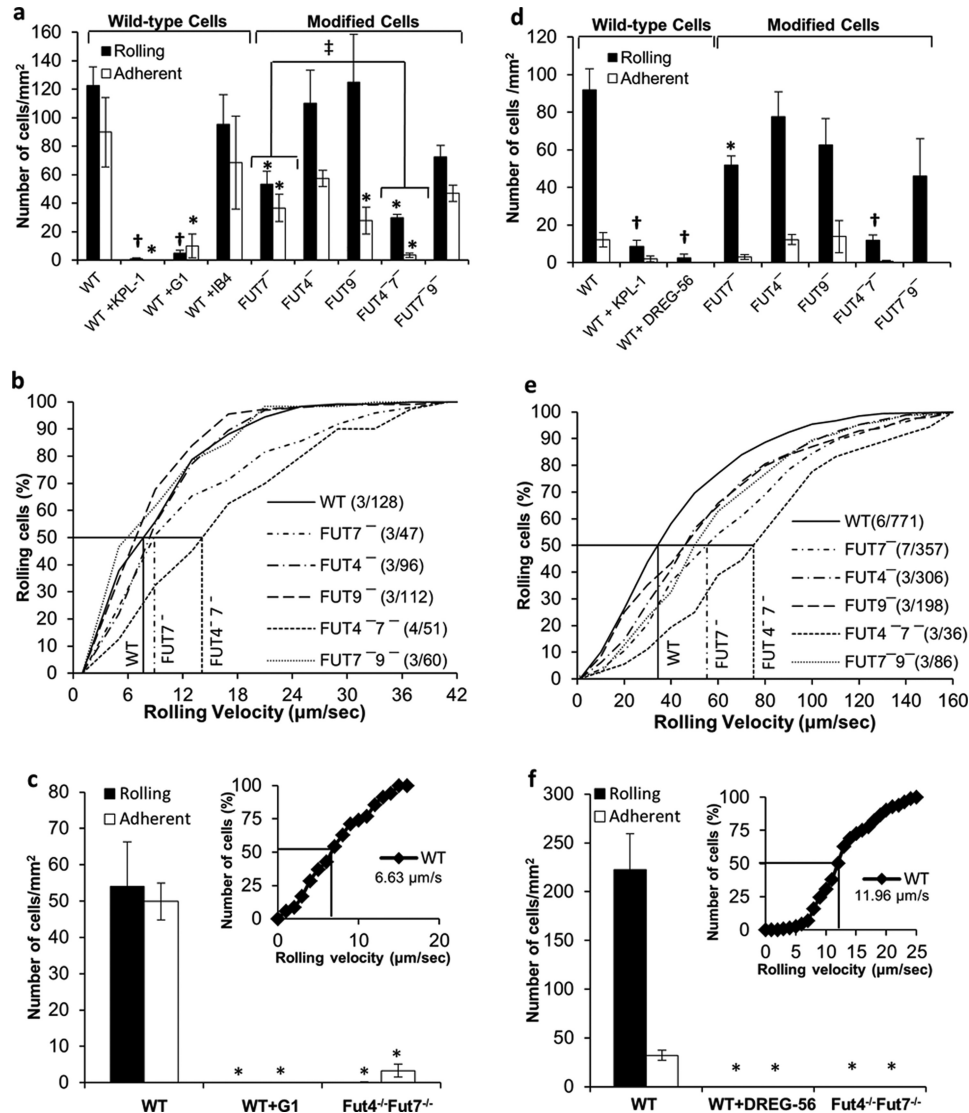 a
Wild-type Cells
Modified Cells
Number of cells/mm²
160
140
120
100
80
60
40
20
0
Rolling
Adherent
‡
† *
† *
* *
*
* *
WT
WT +KPL-1
WT +G1
WT +IB4
FUT7⁻
FUT4⁻
FUT9⁻
FUT4⁻7⁻
FUT7⁻9⁻
b
Rolling cells (%)
100
90
80
70
60
50
40
30
20
10
0
WT (3/128)
FUT7⁻ (3/47)
FUT4⁻ (3/96)
FUT9⁻ (3/112)
FUT4⁻7⁻ (4/51)
FUT7⁻9⁻ (3/60)
WT
FUT7⁻
FUT4⁻7⁻
0 6 12 18 24 30 36 42
Rolling Velocity (µm/sec)
c
Number of cells/mm²
80
70
60
50
40
30
20
10
0
Rolling
Adherent
Number of cells (%)
100
75
50
25
0
WT
6.63 µm/s
0 10 20
Rolling velocity (µm/sec)
* *
* *
WT
WT+G1
Fut4⁻/⁻Fut7⁻/⁻
d
Wild-type Cells
Modified Cells
Number of cells /mm²
120
100
80
60
40
20
0
Rolling
Adherent
†
†
*
†
WT
WT + KPL-1
WT+ DREG-56
FUT7⁻
FUT4⁻
FUT9⁻
FUT4⁻7⁻
FUT7⁻9⁻
e
Rolling cells (%)
100
90
80
70
60
50
40
30
20
10
0
WT(6/771)
FUT7⁻(7/357)
FUT4⁻(3/306)
FUT9⁻(3/198)
FUT4⁻7⁻(3/36)
FUT7⁻9⁻(3/86)
WT
FUT7⁻
FUT4⁻7⁻
0 20 40 60 80 100 120 140 160
Rolling Velocity (µm/sec)
f
Number of cells/mm²
300
250
200
150
100
50
0
Rolling
Adherent
Number of cells (%)
100
75
50
25
0
WT
11.96 µm/s
0 5 10 15 20 25
Rolling velocity (µm/sec)
* *
* *
WT
WT+DREG-56
Fut4⁻/⁻Fut7⁻/⁻